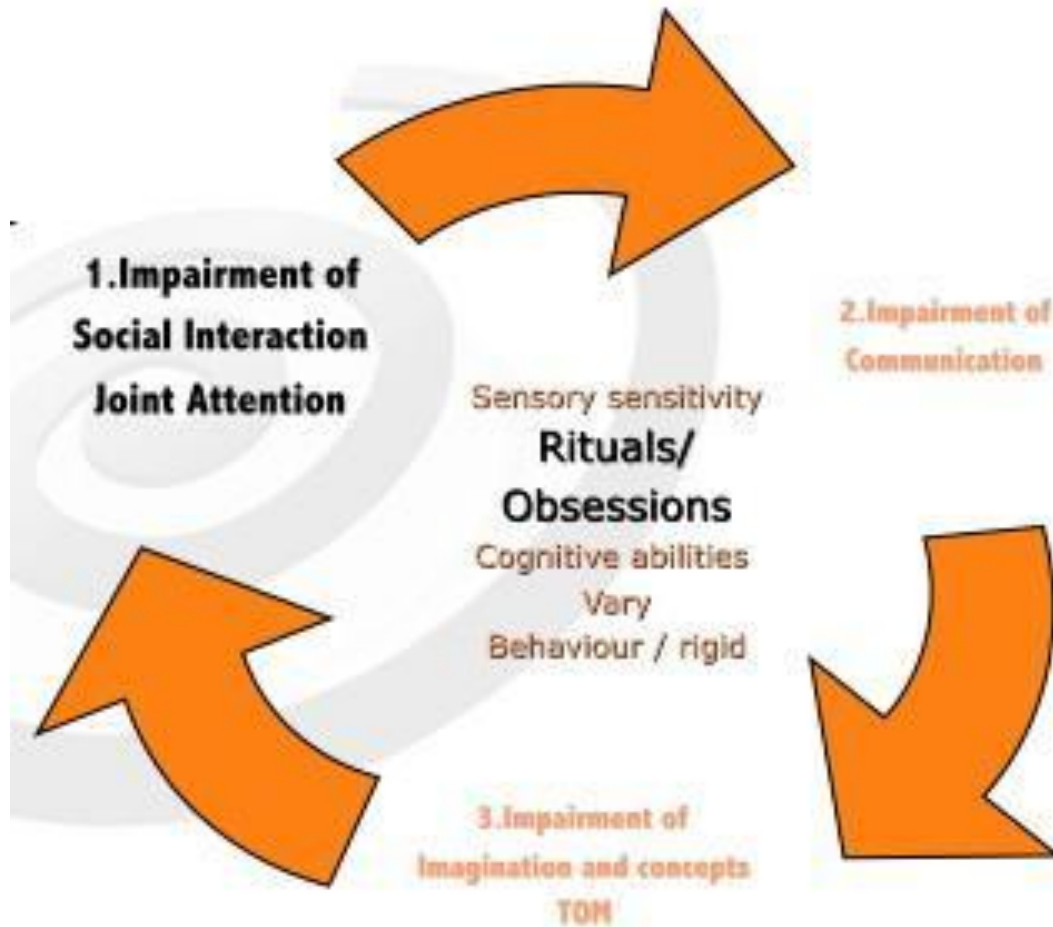 1.Impairment of
Social Interaction
Joint Attention
2.Impairment of
Communication
Sensory sensitivity
Rituals/
Obsessions
Cognitive abilities
Vary
Behaviour / rigid
3.Impairment of
Imagination and concepts
TOM